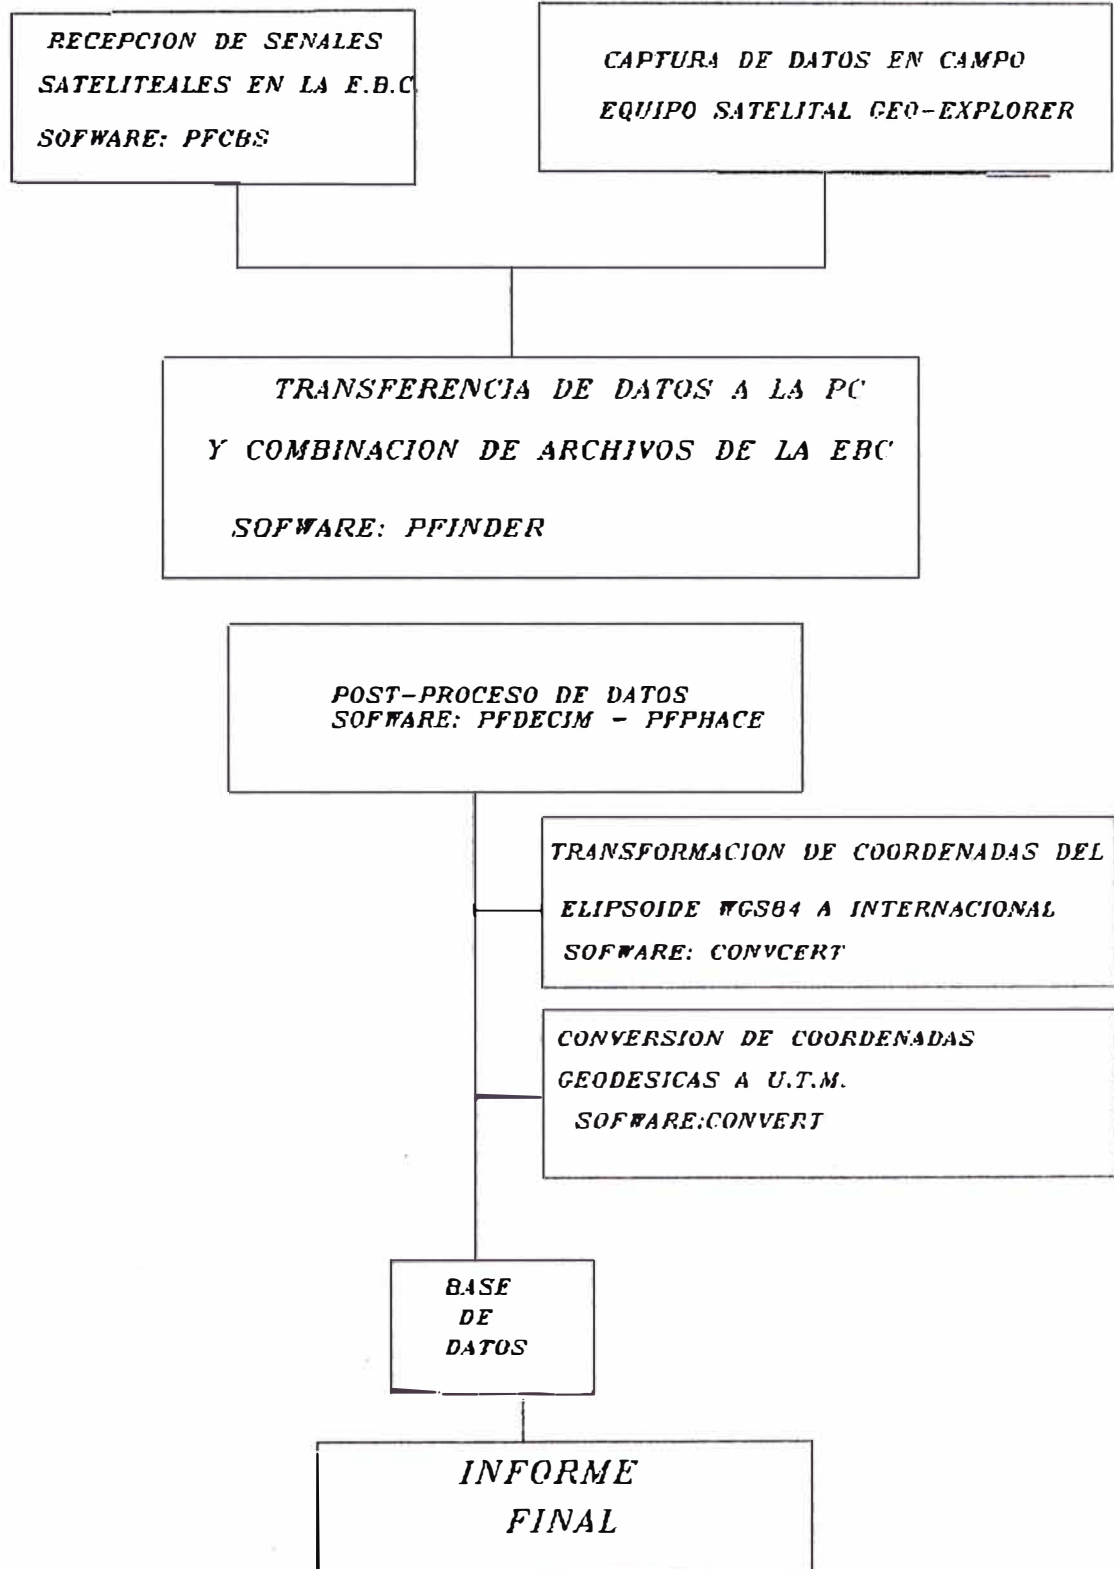 RECEPCION DE SENALES
SATELITEALES EN LA E.B.C.
SOFWARE: PFCBS
CAPTURA DE DATOS EN CAMPO
EQUIPO SATELITAL GEO-EXPLORER
TRANSFERENCIA DE DATOS A LA PC
Y COMBINACION DE ARCHIVOS DE LA EBC
SOFWARE: PFINDER
POST-PROCESO DE DATOS
SOFWARE: PFDECIM - PFPHACE
TRANSFORMACION DE COORDENADAS DEL
ELIPSOIDE WGS84 A INTERNACIONAL
SOFWARE: CONVCERT
CONVERSION DE COORDENADAS
GEODESICAS A U.T.M.
SOFWARE:CONVERT
BASE
DE
DATOS
INFORME
FINAL